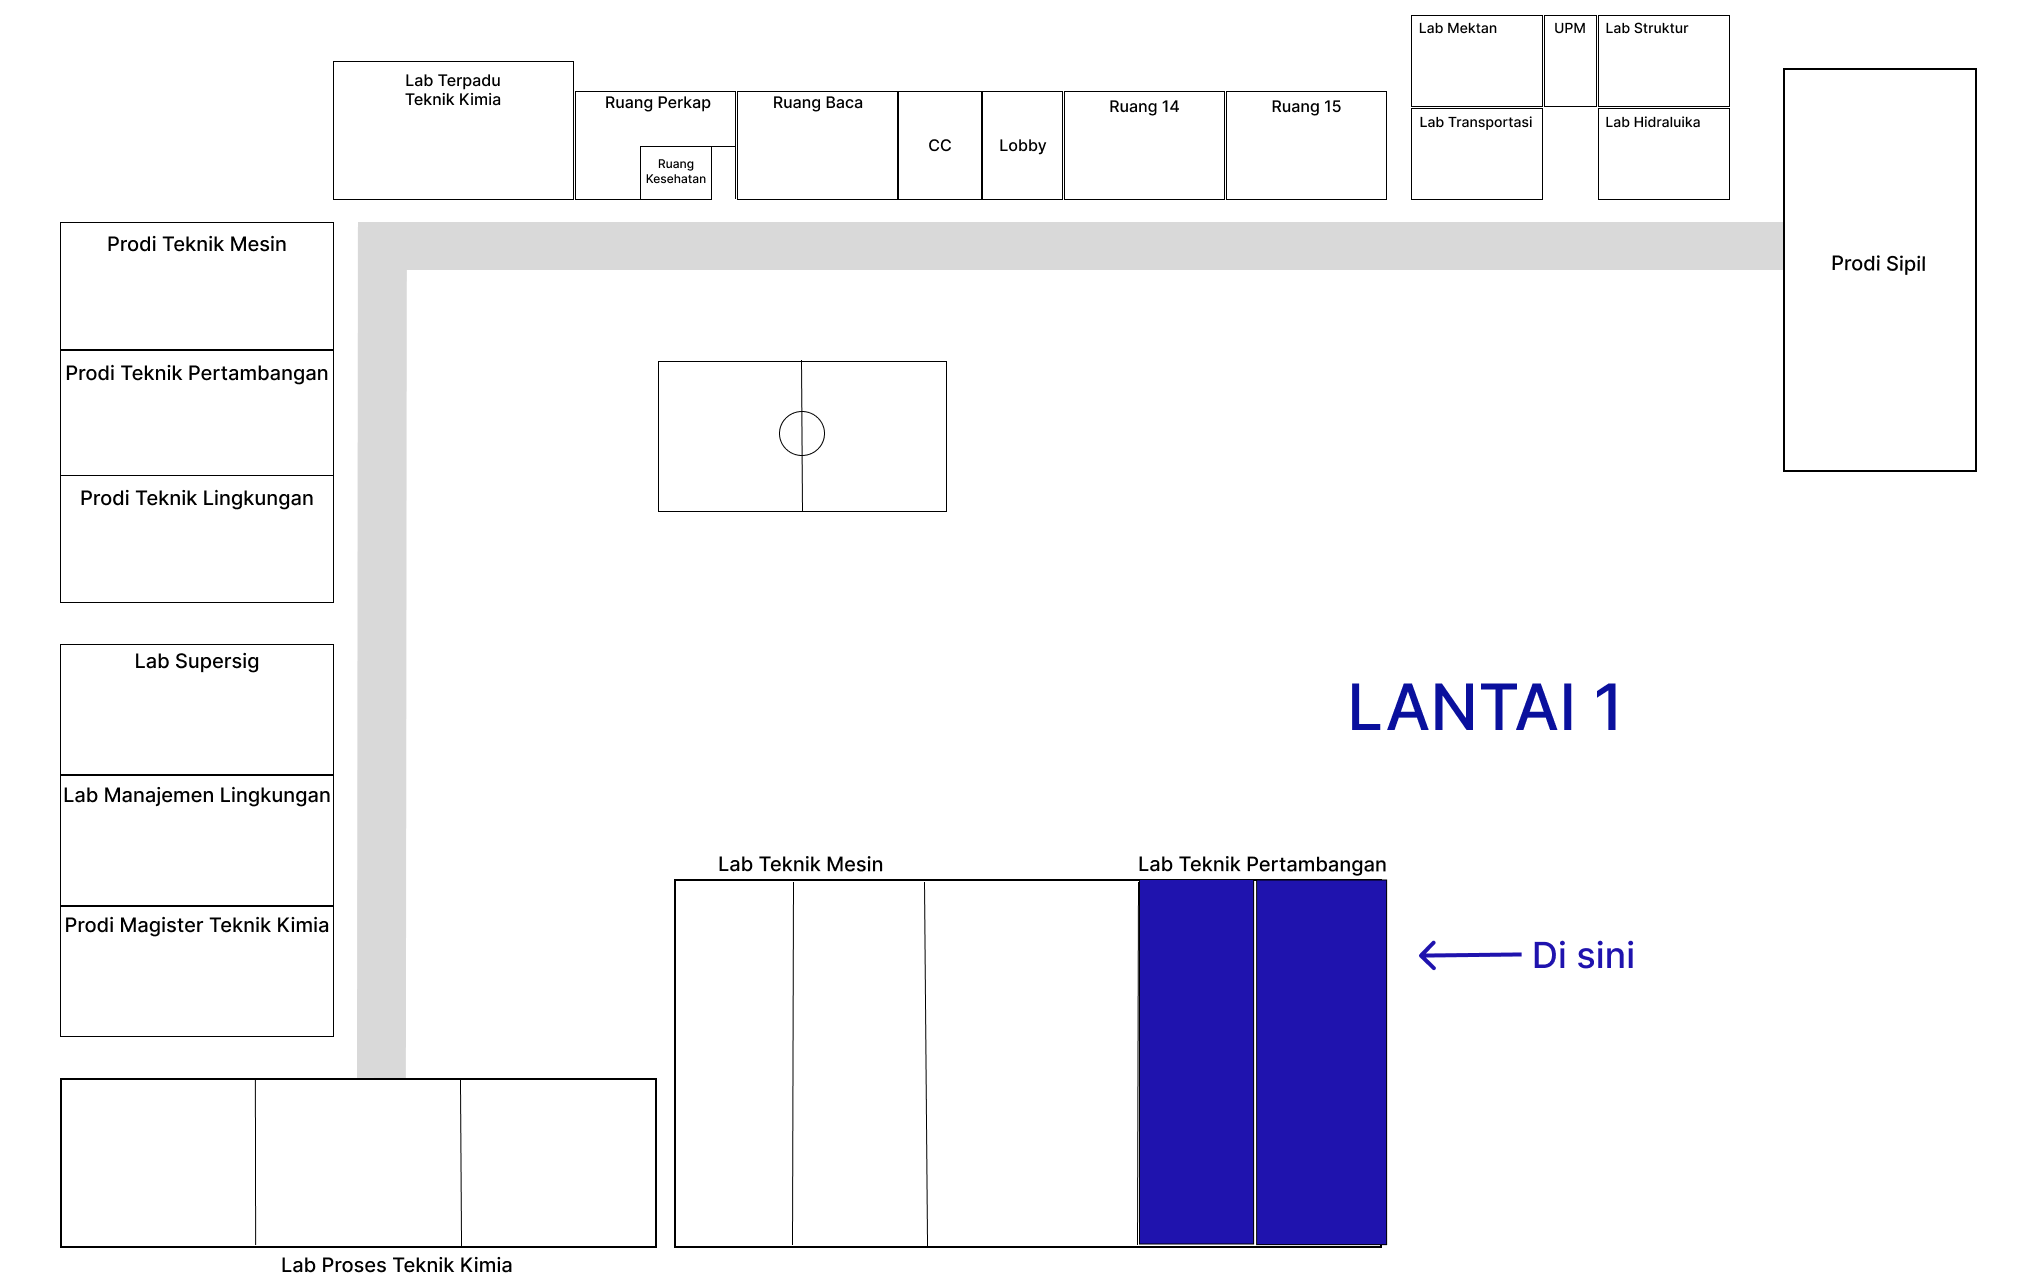 Lab Mektan
UPM
Lab Struktur
Lab Terpadu
Teknik Kimia
Ruang Perkap
Ruang Baca
Ruang 14
Ruang 15
Lab Transportasi
Lab Hidraluika
CC
Lobby
Ruang
Kesehatan
Prodi Teknik Mesin
Prodi Sipil
Prodi Teknik Pertambangan
Prodi Teknik Lingkungan
Lab Supersig
LANTAI 1
Lab Manajemen Lingkungan
Lab Teknik Mesin
Lab Teknik Pertambangan
Prodi Magister Teknik Kimia
Di sini
Lab Proses Teknik Kimia